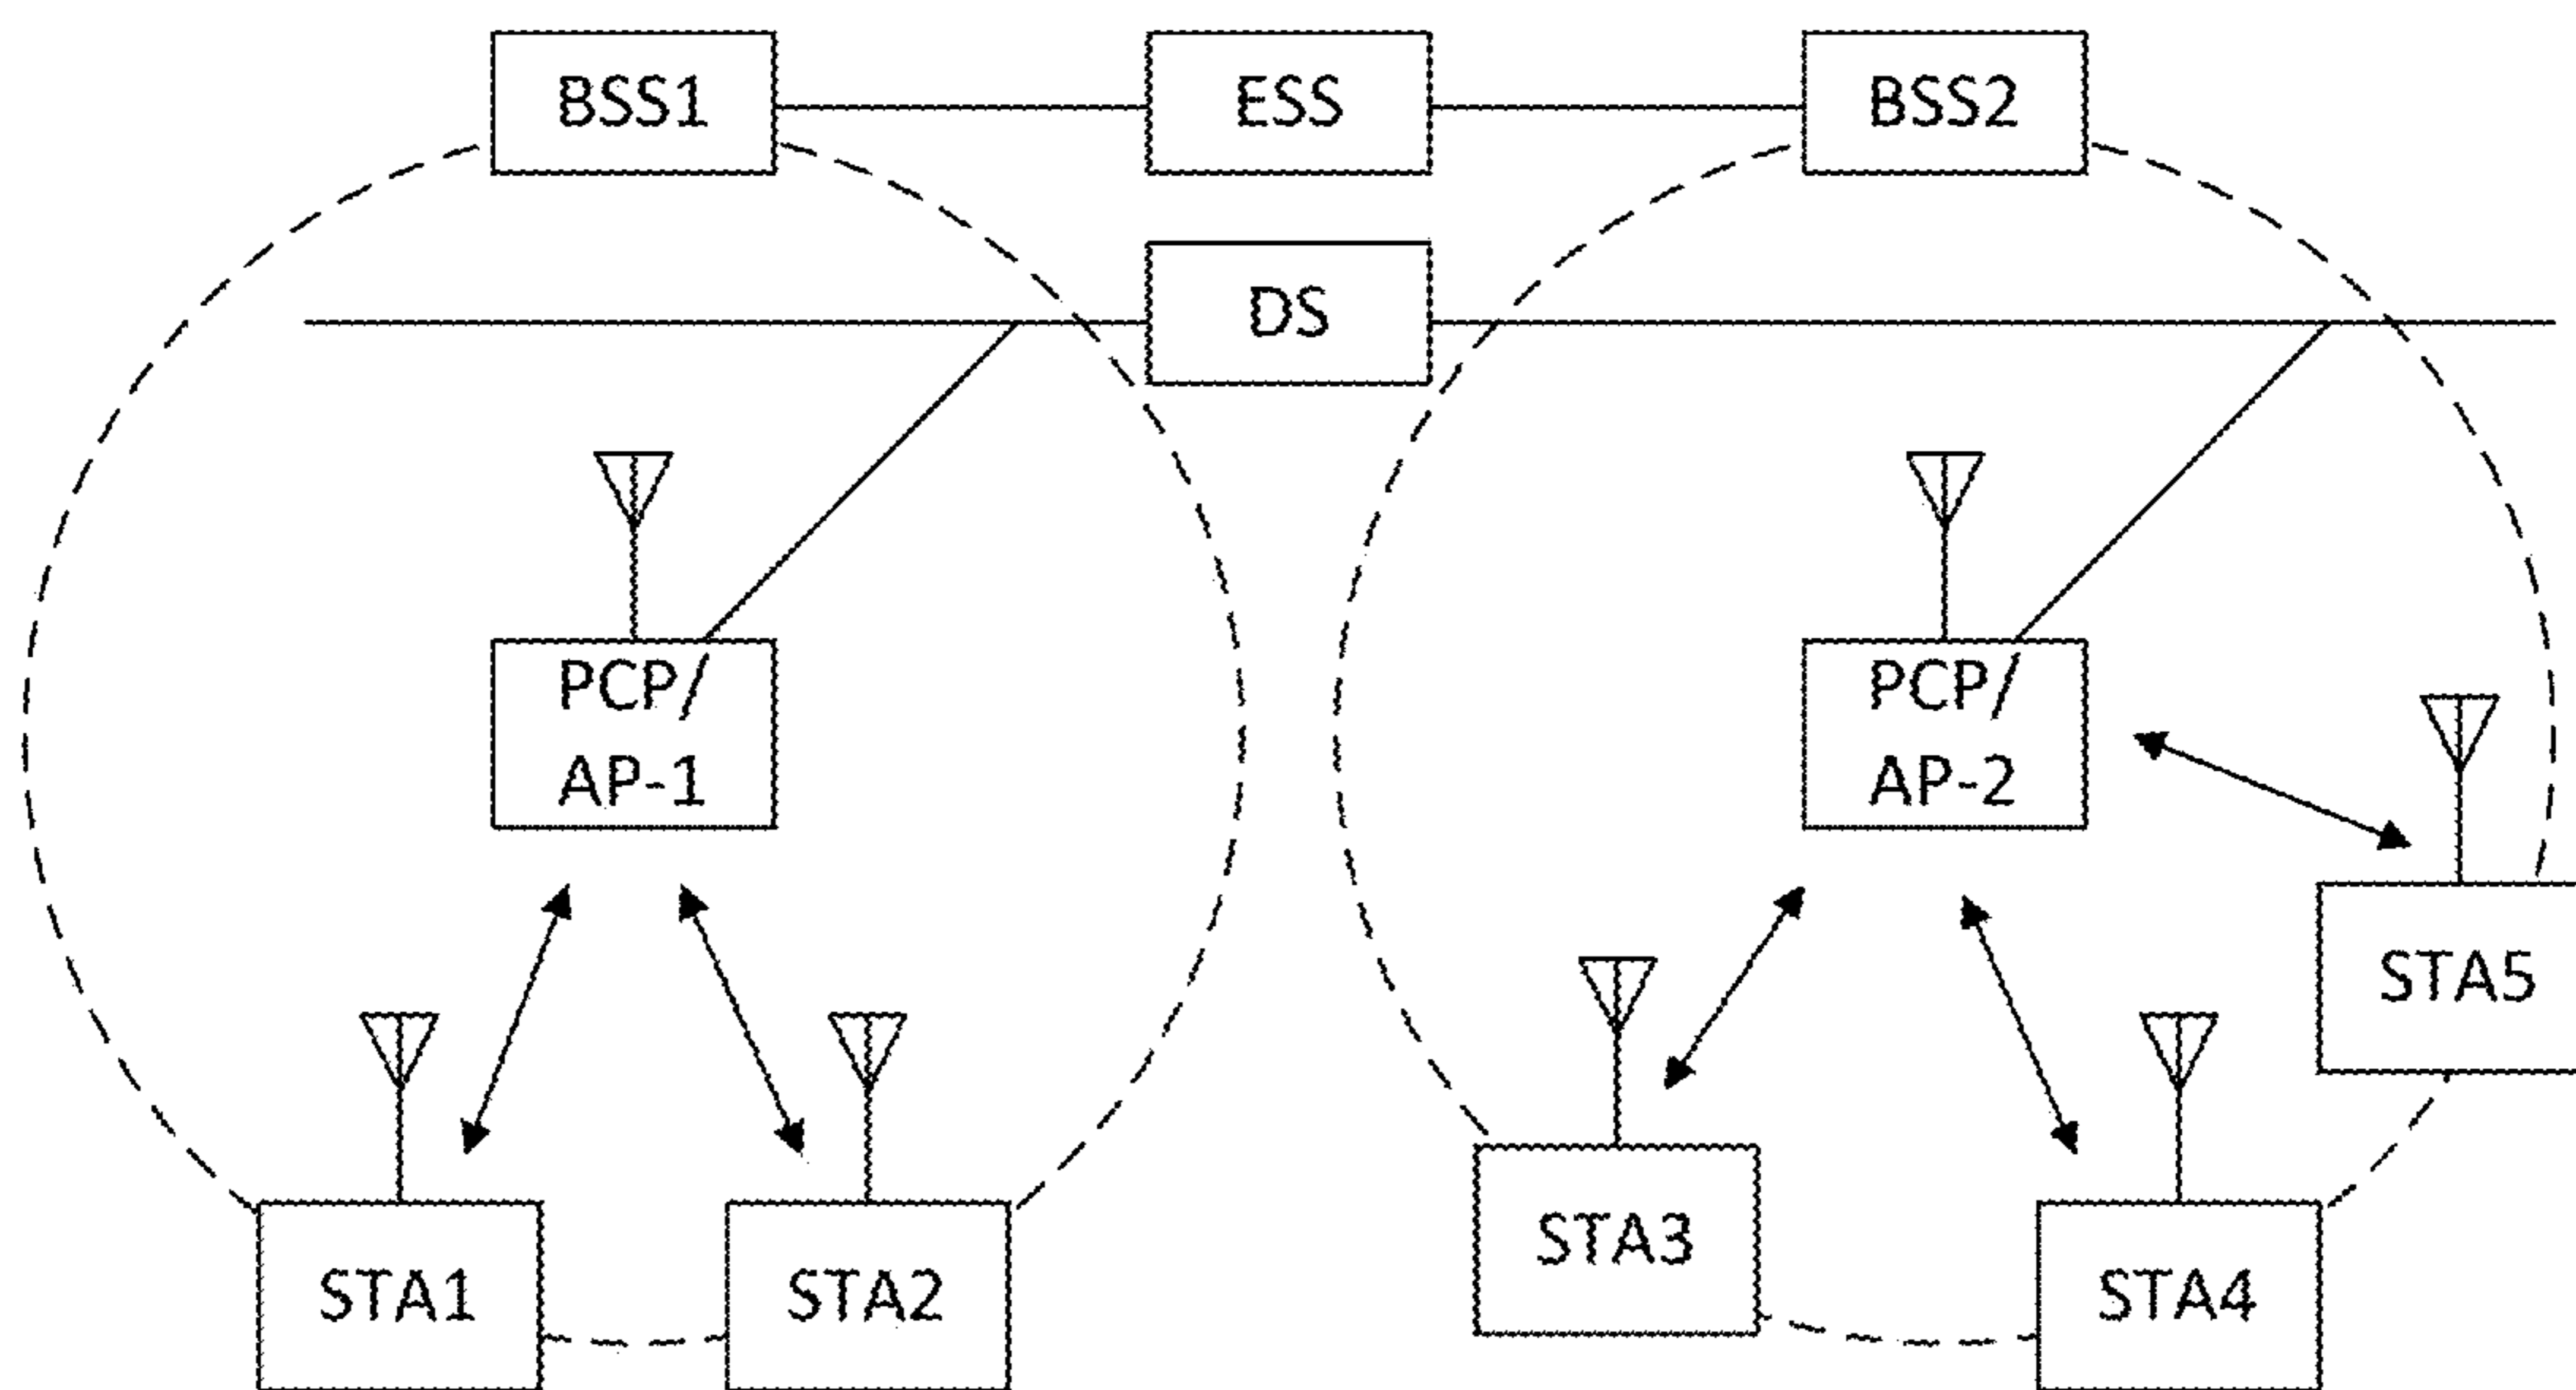 BSS1
ESS
BSS2
DS
PCP/
AP-1
PCP/
AP-2
STA5
STA3
STA1
STA2
STA4